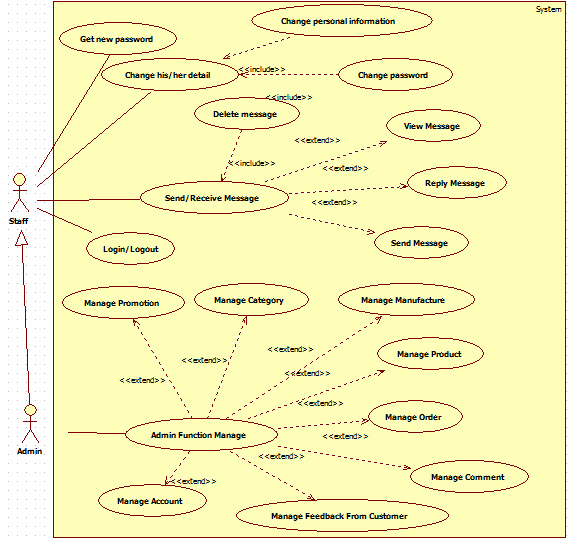 System
Change personal information
Get new password
<<include>>
Change his/her detail
Change password
<<include>>
Delete message
View Message
<<extend>>
<<include>>
<<extend>>
Reply Message
Send/Receive Message
<<extend>>
Staff
Send Message
Login/Logout
Manage Promotion
Manage Category
Manage Manufacture
<<extend>>
Manage Product
<<extend>>
<<extend>>
<<extend>>
<<extend>>
Manage Order
Admin Function Manage
<<extend>>
Admin
<<extend>>
Manage Comment
<<extend>>
Manage Account
Manage Feedback From Customer